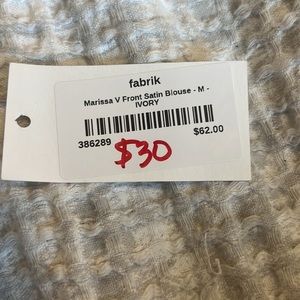 fabrik
Marissa V Front Satin Blouse - M -
IVORY
386289
$62.00
$30